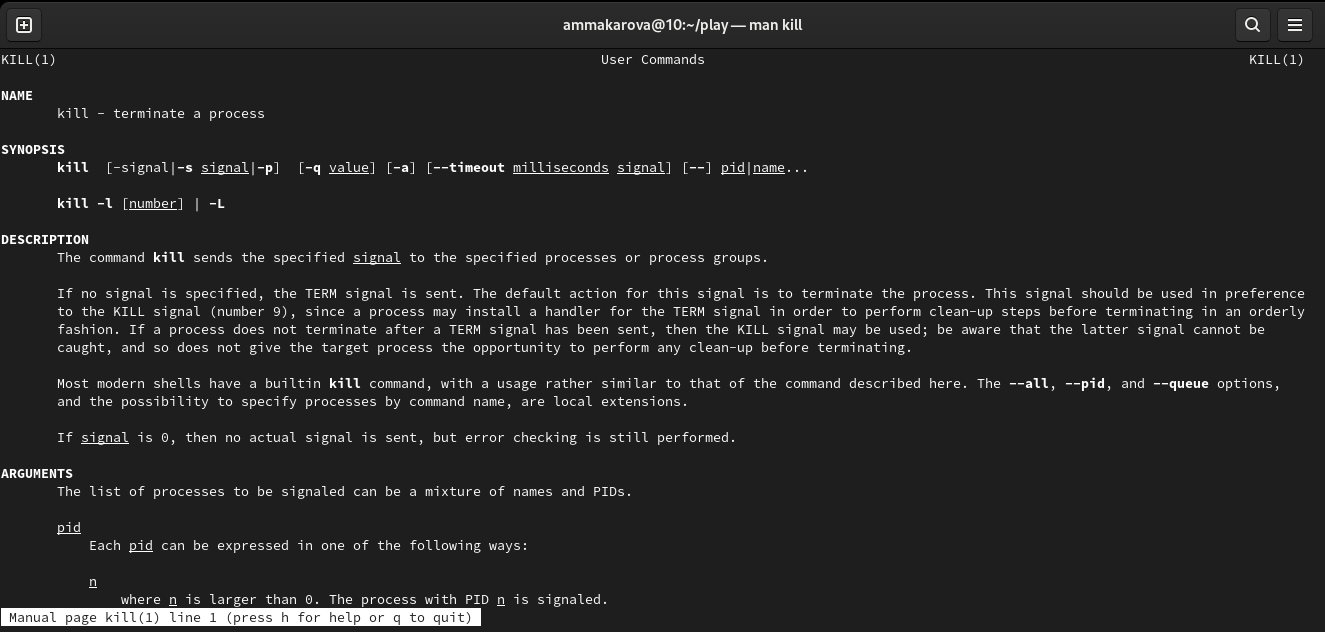 ammakarova@10:~/play — man kill
KILL(1) User Commands KILL(1)
NAME
kill - terminate a process
SYNOPSIS
kill [-signal|-s signal|-p] [-q value] [-a] [--timeout milliseconds signal] [--] pid|name...
kill -l [number] | -L
DESCRIPTION
The command kill sends the specified signal to the specified processes or process groups.
If no signal is specified, the TERM signal is sent. The default action for this signal is to terminate the process. This signal should be used in preference
to the KILL signal (number 9), since a process may install a handler for the TERM signal in order to perform clean-up steps before terminating in an orderly
fashion. If a process does not terminate after a TERM signal has been sent, then the KILL signal may be used; be aware that the latter signal cannot be
caught, and so does not give the target process the opportunity to perform any clean-up before terminating.
Most modern shells have a builtin kill command, with a usage rather similar to that of the command described here. The --all, --pid, and --queue options,
and the possibility to specify processes by command name, are local extensions.
If signal is 0, then no actual signal is sent, but error checking is still performed.
ARGUMENTS
The list of processes to be signaled can be a mixture of names and PIDs.
pid
Each pid can be expressed in one of the following ways:
n
where n is larger than 0. The process with PID n is signaled.
Manual page kill(1) line 1 (press h for help or q to quit)